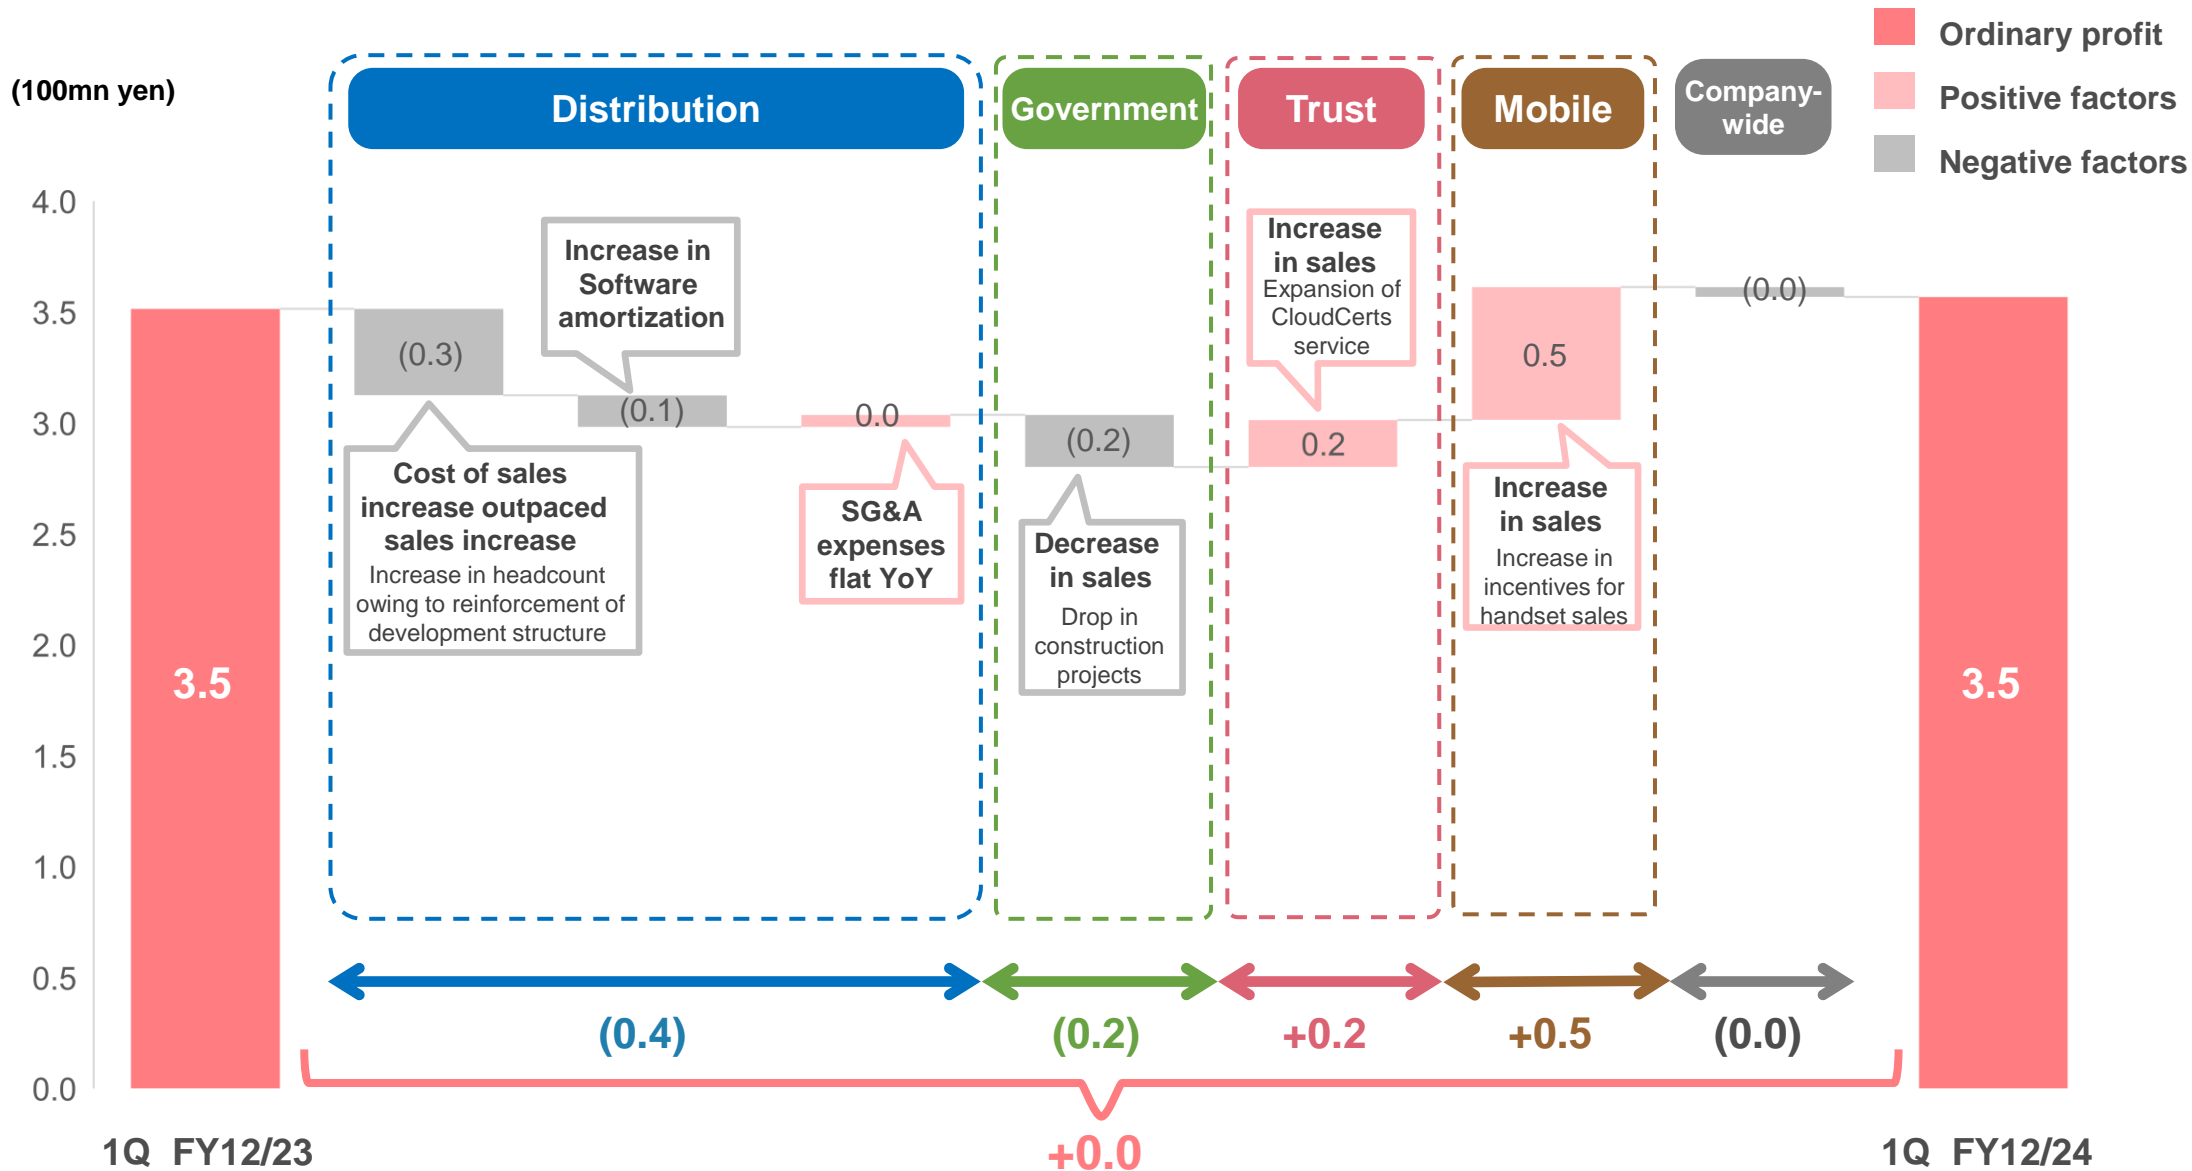 (100mn yen)
Distribution
Government
Trust
Mobile
Company-
wide
Ordinary profit
Positive factors
Negative factors
4.0
3.5
3.0
2.5
2.0
1.5
1.0
0.5
0.0
3.5
(0.3)
Cost of sales
increase outpaced
sales increase
Increase in headcount
owing to reinforcement of
development structure
Increase in
Software
amortization
(0.1)
0.0
SG&A
expenses
flat YoY
(0.2)
Decrease
in sales
Drop in
construction
projects
Increase
in sales
Expansion of
CloudCerts
service
0.2
0.5
Increase
in sales
Increase in
incentives for
handset sales
(0.0)
3.5
(0.4)
(0.2)
+0.2
+0.5
(0.0)
1Q FY12/23
+0.0
1Q FY12/24